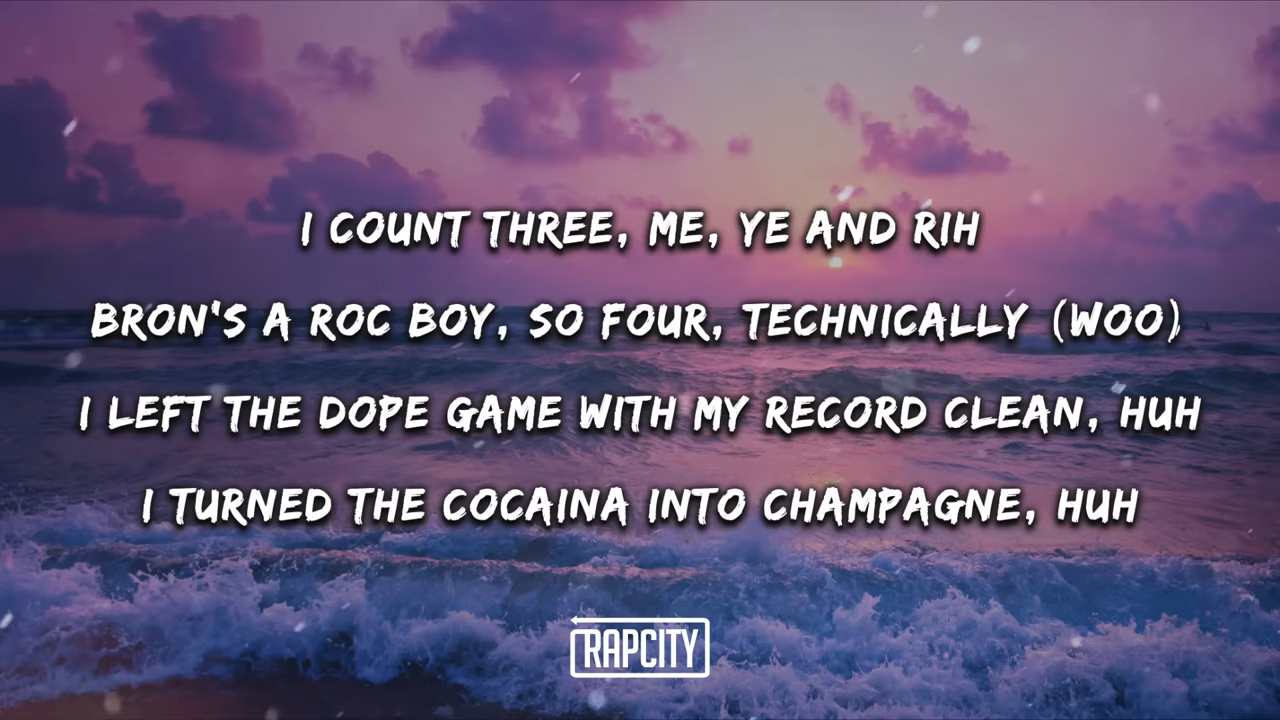 I COUNT THREE, ME, YE AND RIH
BRON'S A ROC BOY, SO FOUR, TECHNICALLY (WOO)
I LEFT THE DOPE GAME WITH MY RECORD CLEAN, HUH
I TURNED THE COCAINA INTO CHAMPAGNE, HUH
RAPCITY